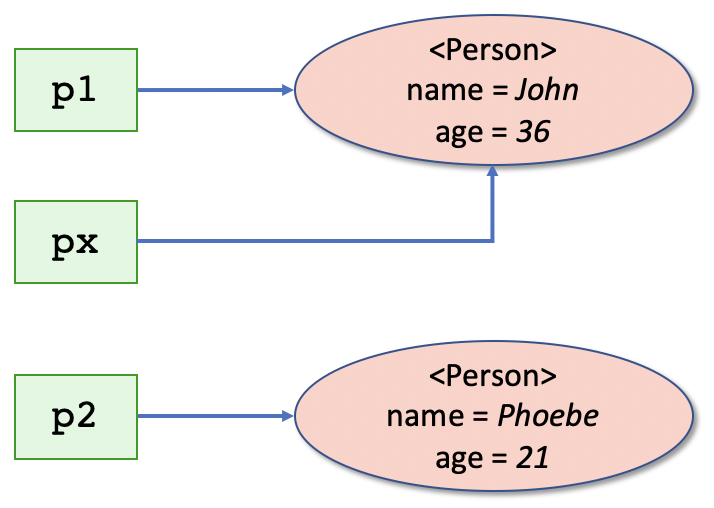 p1
<Person>
name = John
age = 36
px
p2
<Person>
name = Phoebe
age = 21